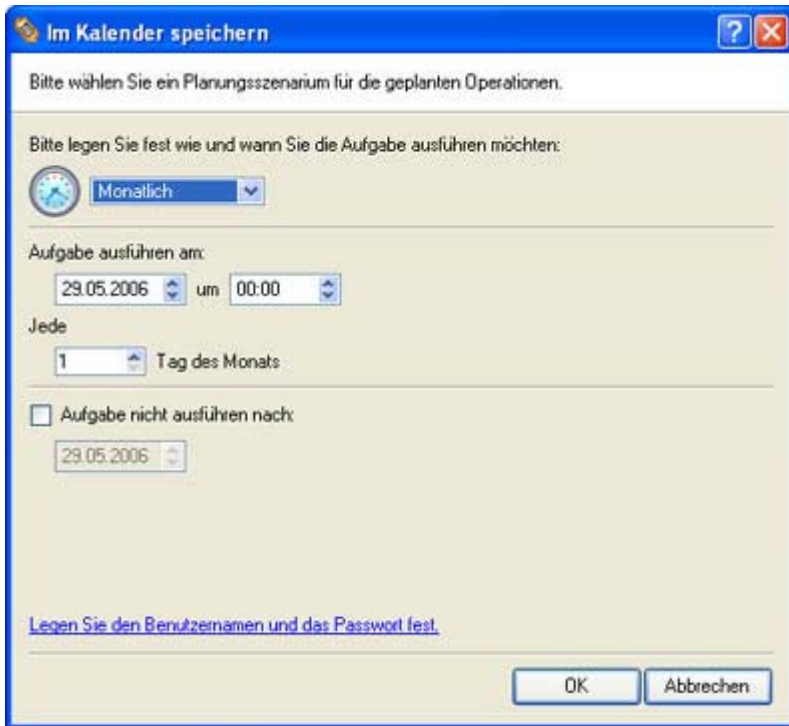 Im Kalender speichern
Bitte wählen Sie ein Planungsszenarium für die geplanten Operationen.
Bitte legen Sie fest wie und wann Sie die Aufgabe ausführen möchten:
Monatlich
Aufgabe ausführen am:
29.05.2006 um 00:00
Jede
1 Tag des Monats
Aufgabe nicht ausführen nach:
29.05.2006
Legen Sie den Benutzernamen und das Passwort fest.
OK Abbrechen